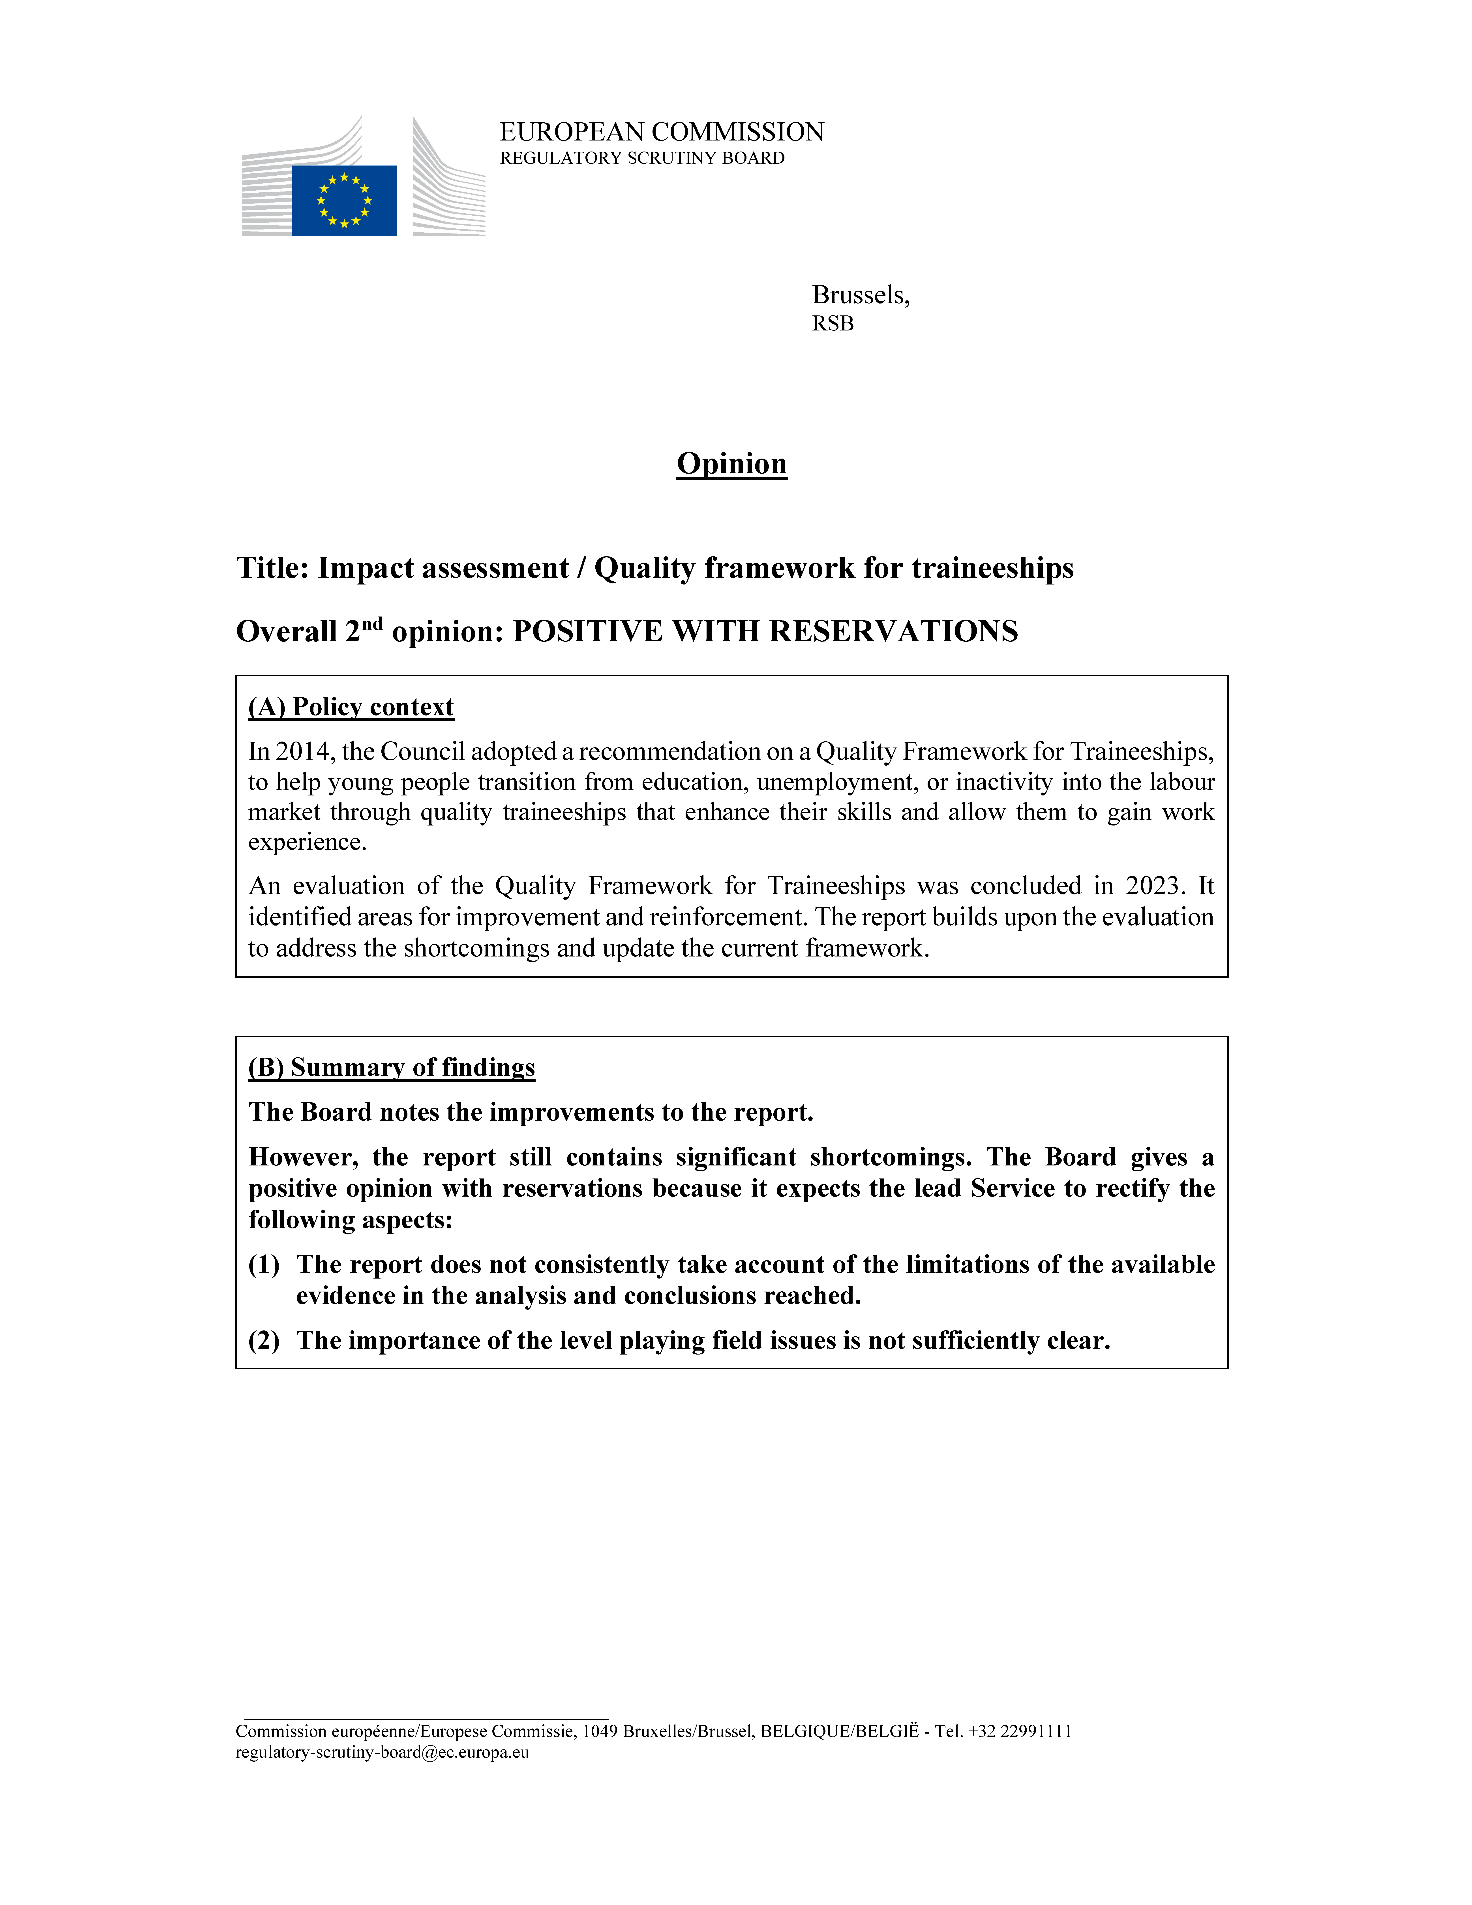 EUROPEAN COMMISSION
REGULATORY SCRUTINY BOARD
Brussels,
RSB
Opinion
Title: Impact assessment / Quality framework for traineeships
Overall 2nd opinion: POSITIVE WITH RESERVATIONS
(A) Policy context
In 2014, the Council adopted a recommendation on a Quality Framework for Traineeships,
to help young people transition from education, unemployment, or inactivity into the labour
market through quality traineeships that enhance their skills and allow them to gain work
experience.
An evaluation of the Quality Framework for Traineeships was concluded in 2023. It
identified areas for improvement and reinforcement. The report builds upon the evaluation
to address the shortcomings and update the current framework.
(B) Summary of findings
The Board notes the improvements to the report.
However, the report still contains significant shortcomings. The Board gives a
positive opinion with reservations because it expects the lead Service to rectify the
following aspects:
(1) The report does not consistently take account of the limitations of the available
evidence in the analysis and conclusions reached.
(2) The importance of the level playing field issues is not sufficiently clear.
Commission européenne/Europese Commissie, 1049 Bruxelles/Brussel, BELGIQUE/BELGIË - Tel. +32 22991111
regulatory-scrutiny-board@ec.europa.eu